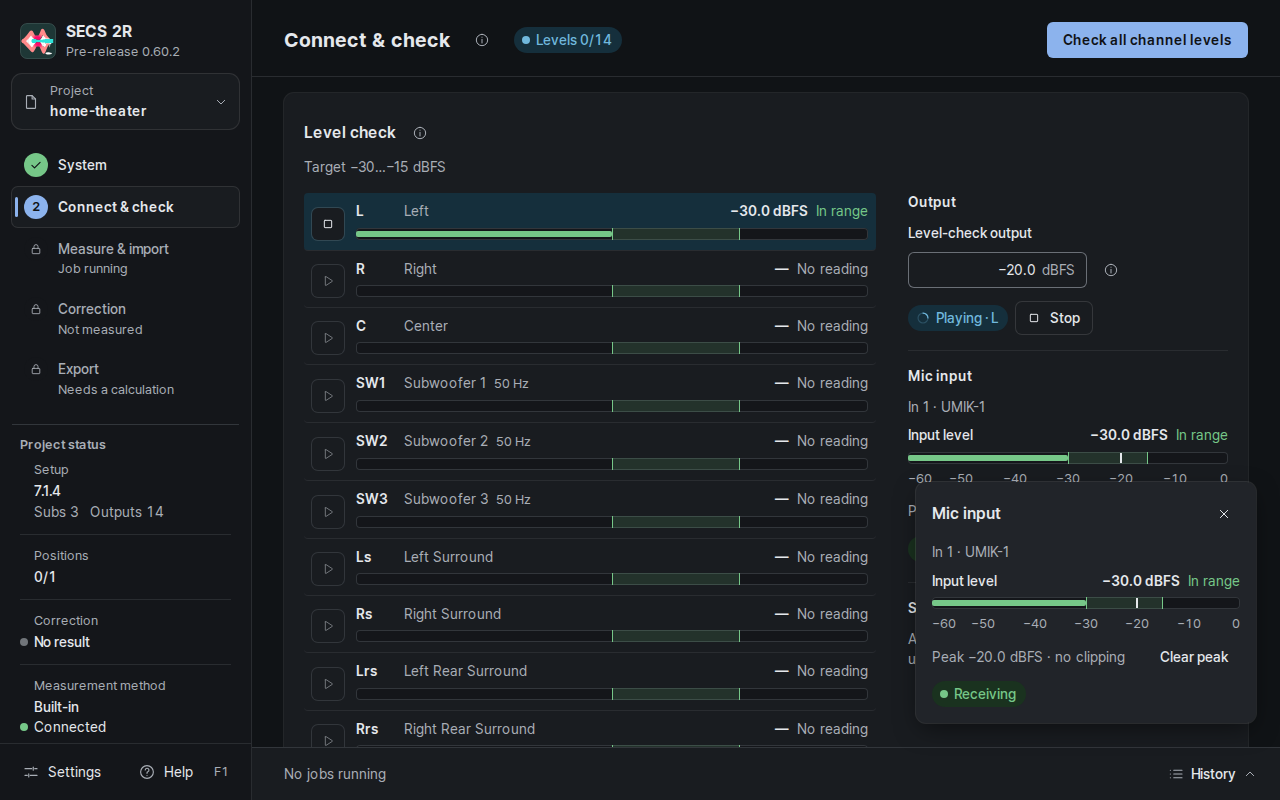 SECS 2R
Pre-release 0.60.2
Project
home-theater
System
2 Connect & check
Measure & import
Job running
Correction
Not measured
Export
Needs a calculation
Project status
Setup
7.1.4
Subs 3 Outputs 14
Positions
0/1
Correction
No result
Measurement method
Built-in
Connected
Settings
Help F1
Connect & check
Levels 0/14
Check all channel levels
Level check
Target −30…−15 dBFS
L Left −30.0 dBFS In range
R Right — No reading
C Center — No reading
SW1 Subwoofer 1 50 Hz — No reading
SW2 Subwoofer 2 50 Hz — No reading
SW3 Subwoofer 3 50 Hz — No reading
Ls Left Surround — No reading
Rs Right Surround — No reading
Lrs Left Rear Surround — No reading
Rrs Right Rear Surround — No reading
Output
Level-check output
−20.0 dBFS
Playing · L
Stop
Mic input
In 1 · UMIK-1
Input level −30.0 dBFS In range
−60 −50 −40 −30 −20 −10 0
Mic input
In 1 · UMIK-1
Input level −30.0 dBFS In range
−60 −50 −40 −30 −20 −10 0
Peak −20.0 dBFS · no clipping Clear peak
Receiving
No jobs running
History